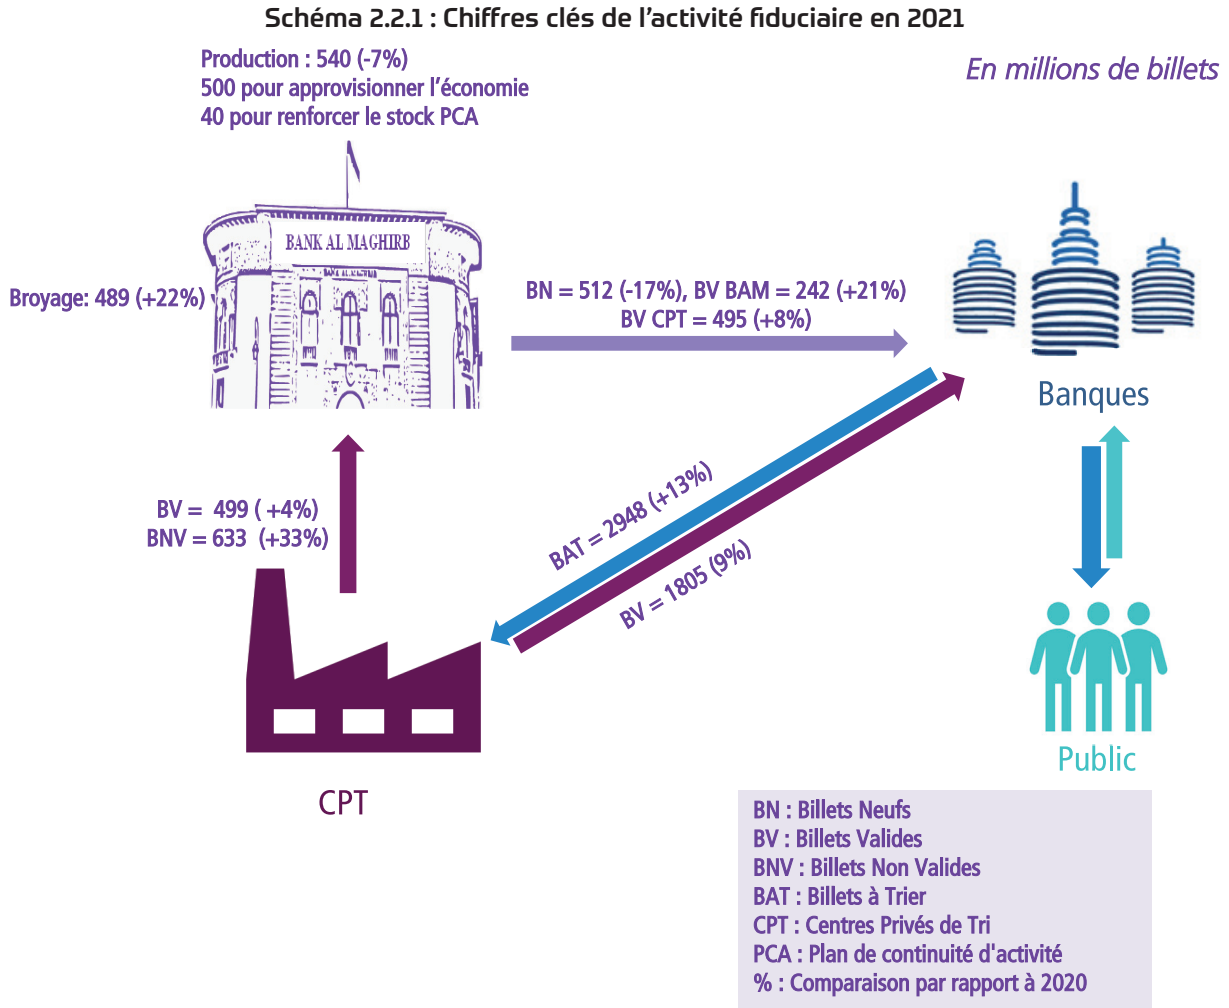 Schéma 2.2.1 : Chiffres clés de l'activité fiduciaire en 2021
Production : 540 (-7%)
500 pour approvisionner l'économie
40 pour renforcer le stock PCA
En millions de billets
BANK AL MAGHIRB
BANK AL MAGHRIB
Broyage: 489 (+22%)
BN = 512 (-17%), BV BAM = 242 (+21%)
BV CPT = 495 (+8%)
Banques
BV = 499 ( +4%)
BNV = 633 (+33%)
BAT = 2948 (+13%)
BV = 1805 (9%)
CPT
Public
BN : Billets Neufs
BV : Billets Valides
BNV : Billets Non Valides
BAT : Billets à Trier
CPT : Centres Privés de Tri
PCA : Plan de continuité d'activité
% : Comparaison par rapport à 2020